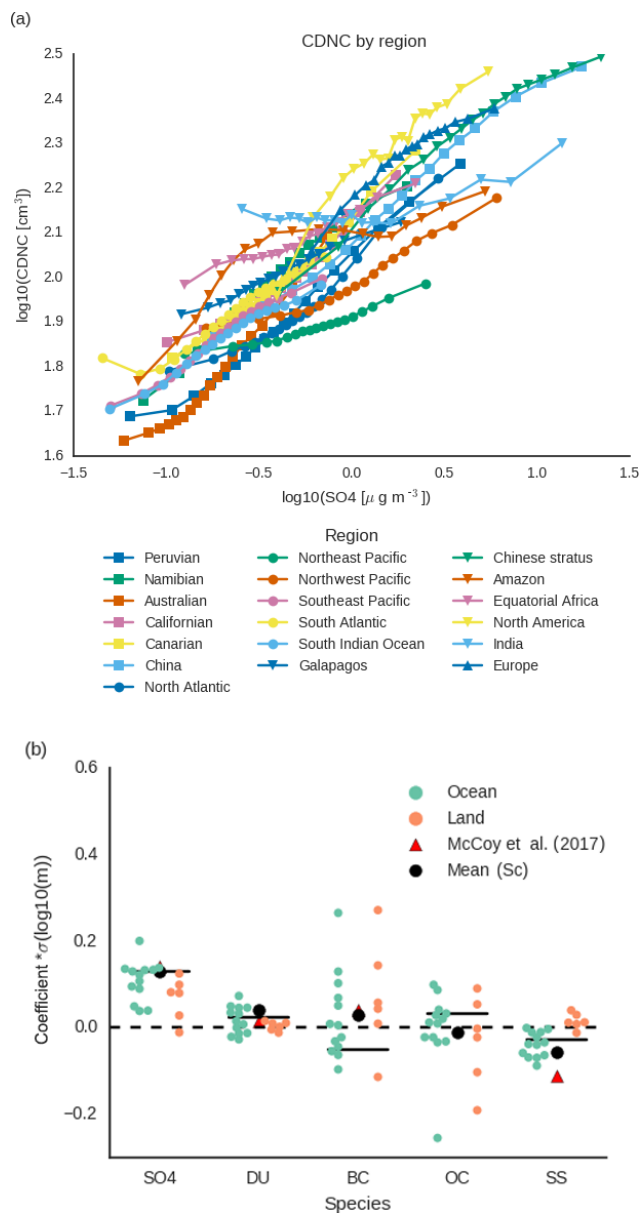 (a)
CDNC by region
2.5
2.4
2.3
2.2
2.1
2.0
1.9
1.8
1.7
1.6
log10(CDNC [cm³])
−1.5 −1.0 −0.5 0.0 0.5 1.0 1.5
log10(SO4 [μ g m⁻³])
Region
Peruvian
Namibian
Australian
Californian
Canarian
China
North Atlantic
Northeast Pacific
Northwest Pacific
Southeast Pacific
South Atlantic
South Indian Ocean
Galapagos
Chinese stratus
Amazon
Equatorial Africa
North America
India
Europe
(b)
0.6
0.4
0.2
0.0
−0.2
Coefficient *σ(log10(m))
Ocean
Land
McCoy et al. (2017)
Mean (Sc)
SO4 DU BC OC SS
Species